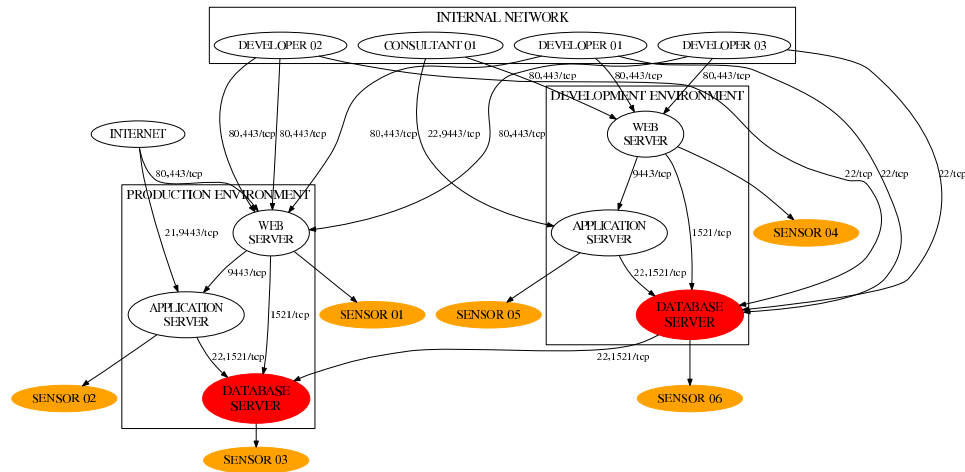 INTERNAL NETWORK
DEVELOPER 02
CONSULTANT 01
DEVELOPER 01
DEVELOPER 03
80,443/tcp
80,443/tcp
80,443/tcp
DEVELOPMENT ENVIRONMENT
INTERNET
80,443/tcp
80,443/tcp
80,443/tcp
22,9443/tcp
80,443/tcp
WEB
SERVER
80,443/tcp
9443/tcp
22/tcp
22/tcp
22/tcp
PRODUCTION ENVIRONMENT
21,9443/tcp
WEB
SERVER
APPLICATION
SERVER
1521/tcp
SENSOR 04
9443/tcp
22,1521/tcp
APPLICATION
SERVER
1521/tcp
SENSOR 01
SENSOR 05
DATABASE
SERVER
22,1521/tcp
22,1521/tcp
SENSOR 02
DATABASE
SERVER
SENSOR 06
SENSOR 03